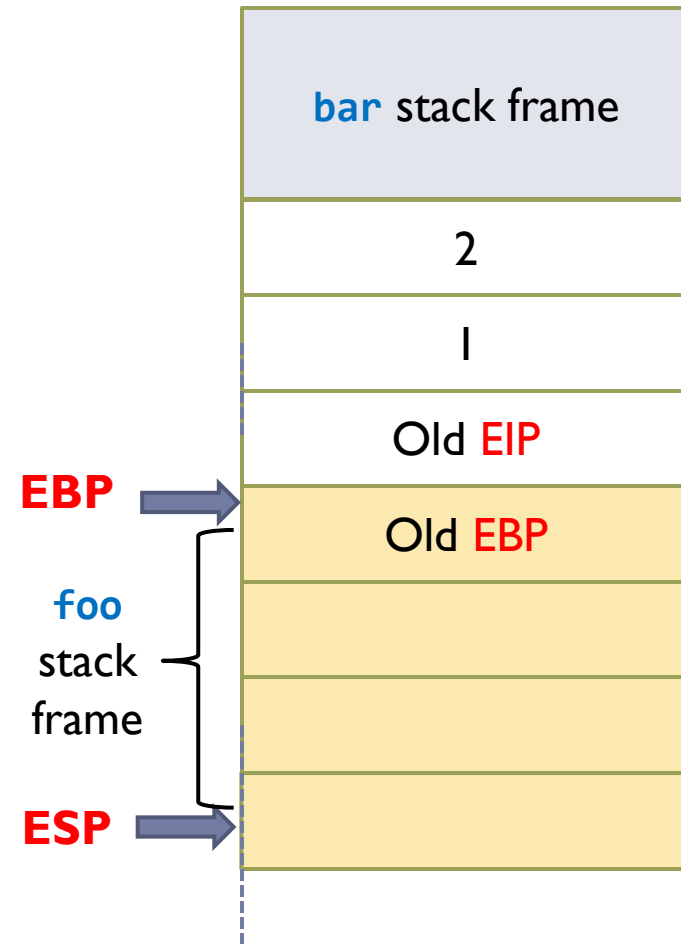 bar stack frame
2
1
Old EIP
EBP
Old EBP
foo
stack
frame
ESP